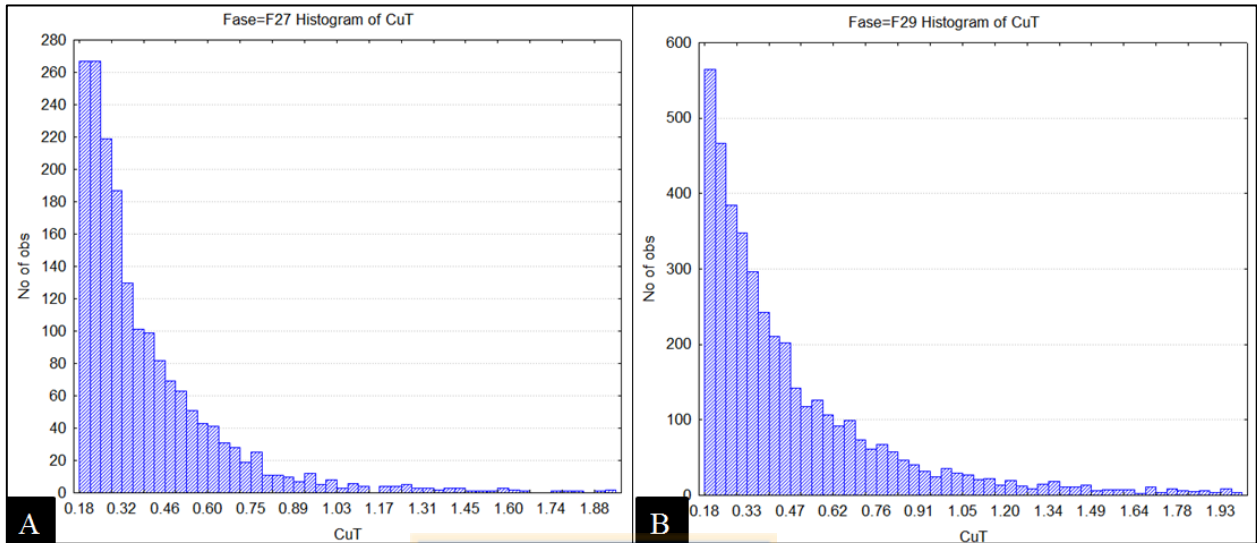 Fase=F27 Histogram of CuT
280
260
240
220
200
180
160
140
120
100
80
60
40
20
0
No of obs
0.18 0.32 0.46 0.60 0.75 0.89 1.03 1.17 1.31 1.45 1.60 1.74 1.88
CuT
A
Fase=F29 Histogram of CuT
600
500
400
300
200
100
0
No of obs
0.18 0.33 0.47 0.62 0.76 0.91 1.05 1.20 1.34 1.49 1.64 1.78 1.93
CuT
B